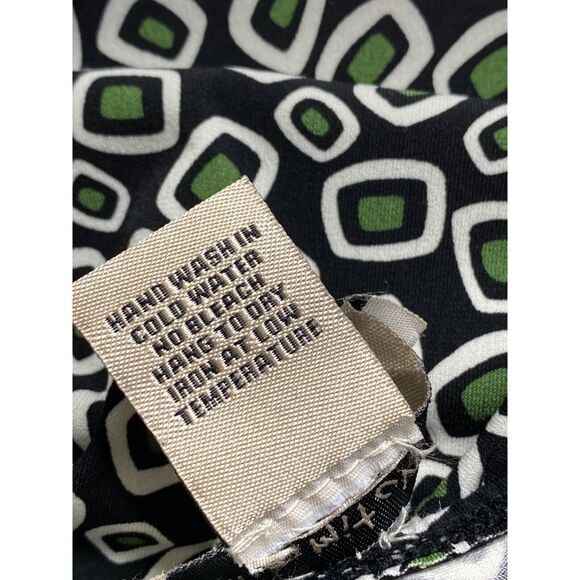 HAND WASH IN
COLD WATER
NO BLEACH
HANG TO DRY
IRON AT LOW
TEMPERATURE